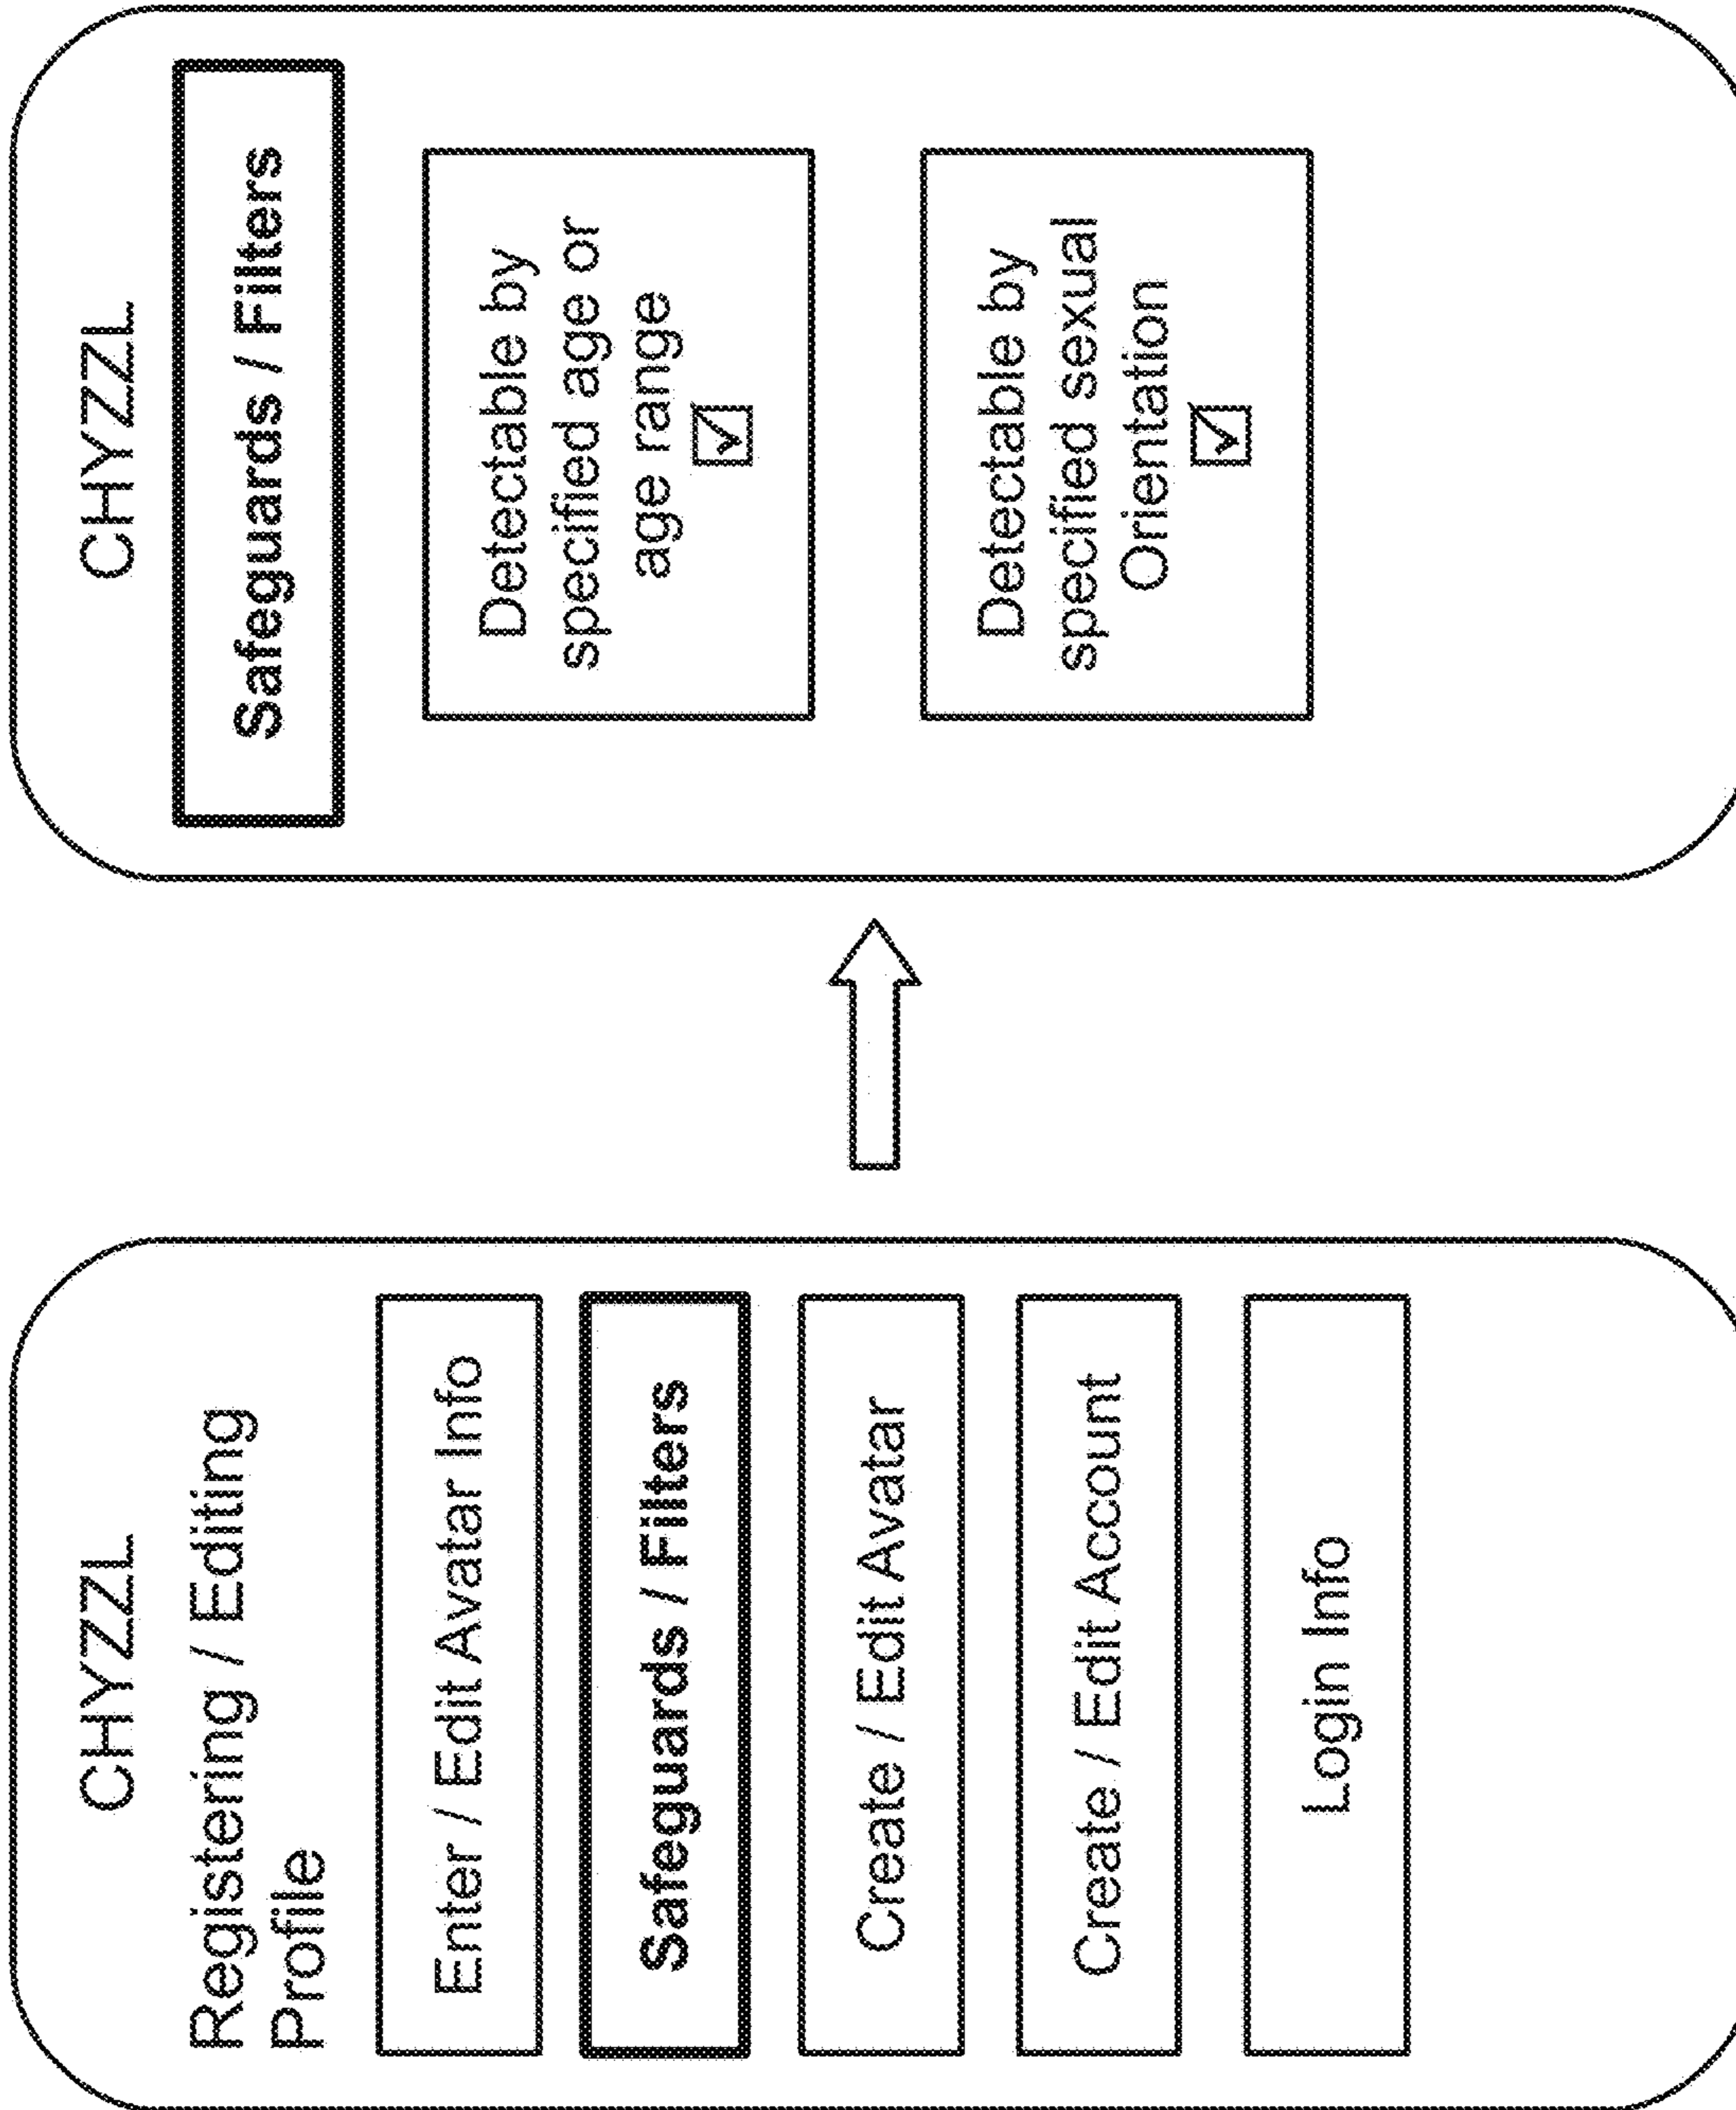 CHYZZL
Registering / Editing
Profile
Enter / Edit Avatar Info
Safeguards / Filters
Create / Edit Avatar
Create / Edit Account
Login Info
CHYZZL
Safeguards / Filters
Detectable by
specified age or
age range
Detectable by
specified sexual
Orientation